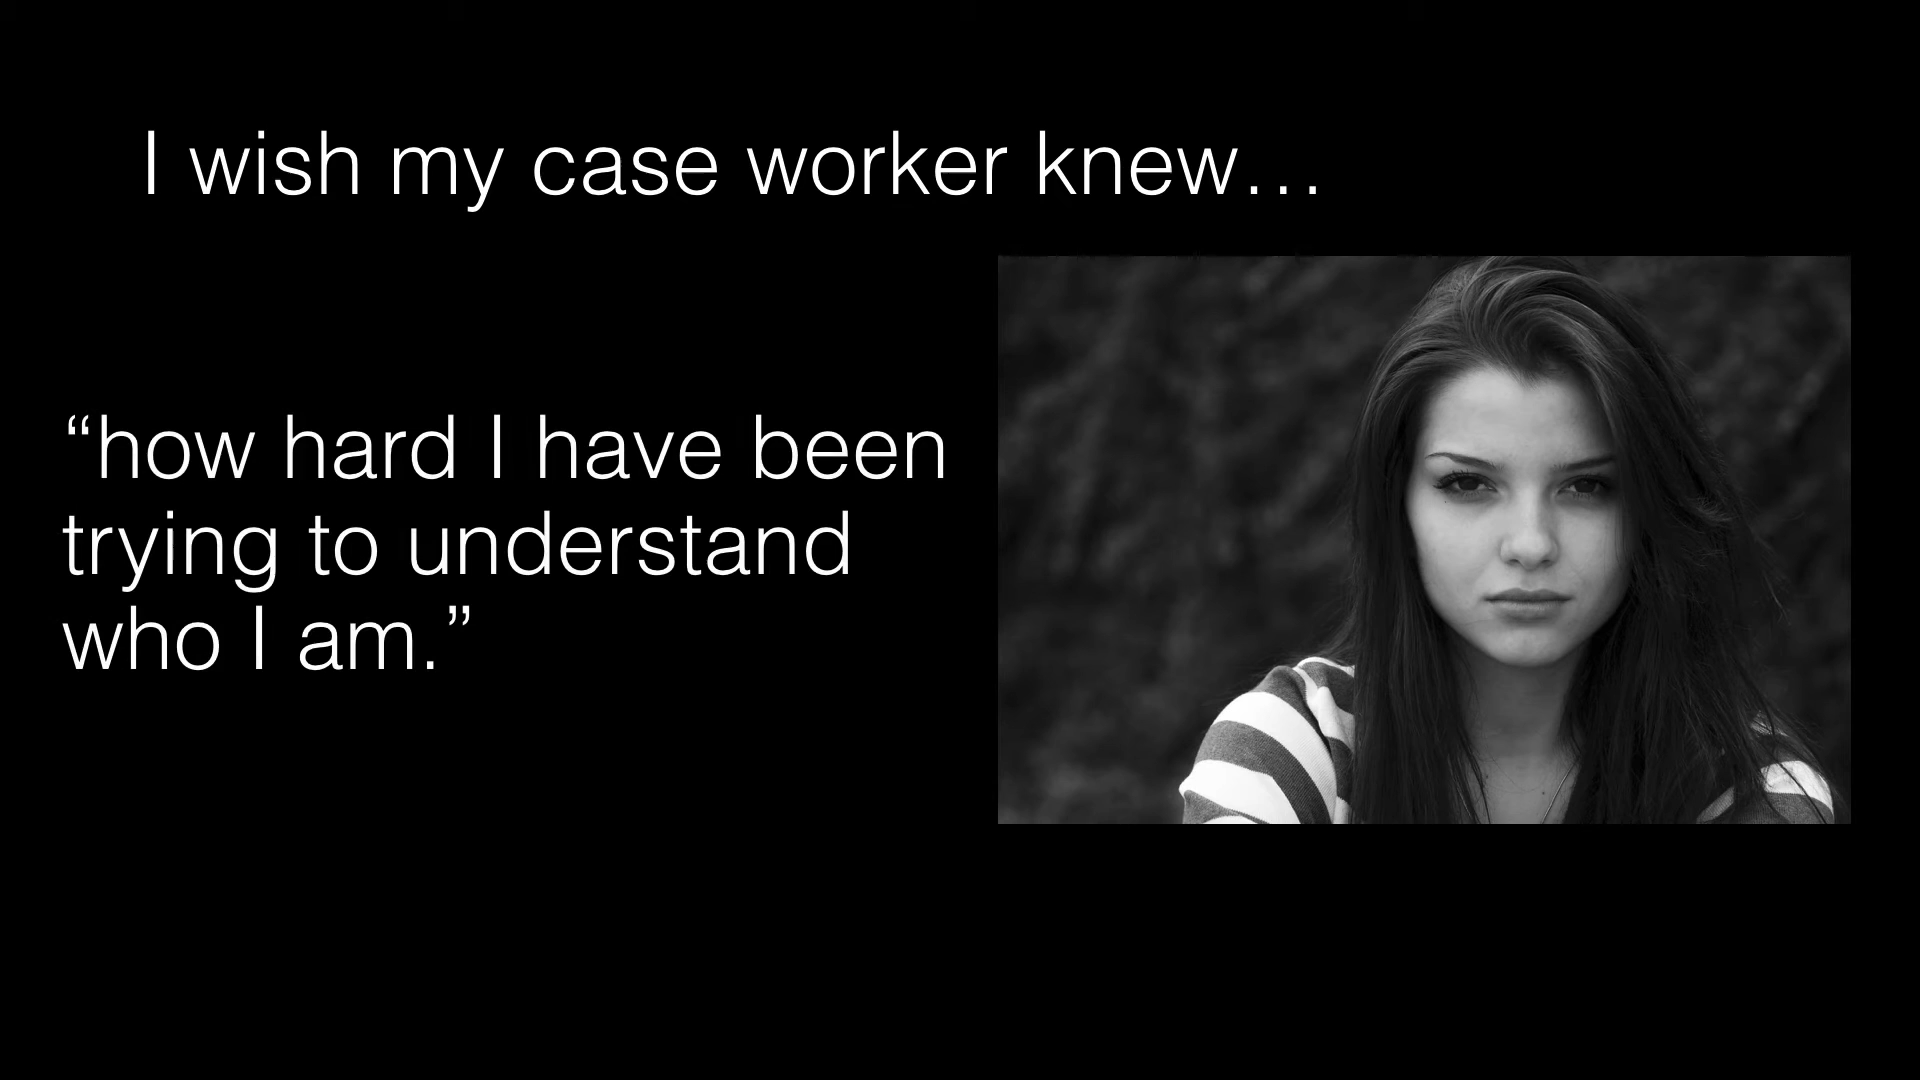 I wish my case worker knew…
“how hard I have been
trying to understand
who I am.”